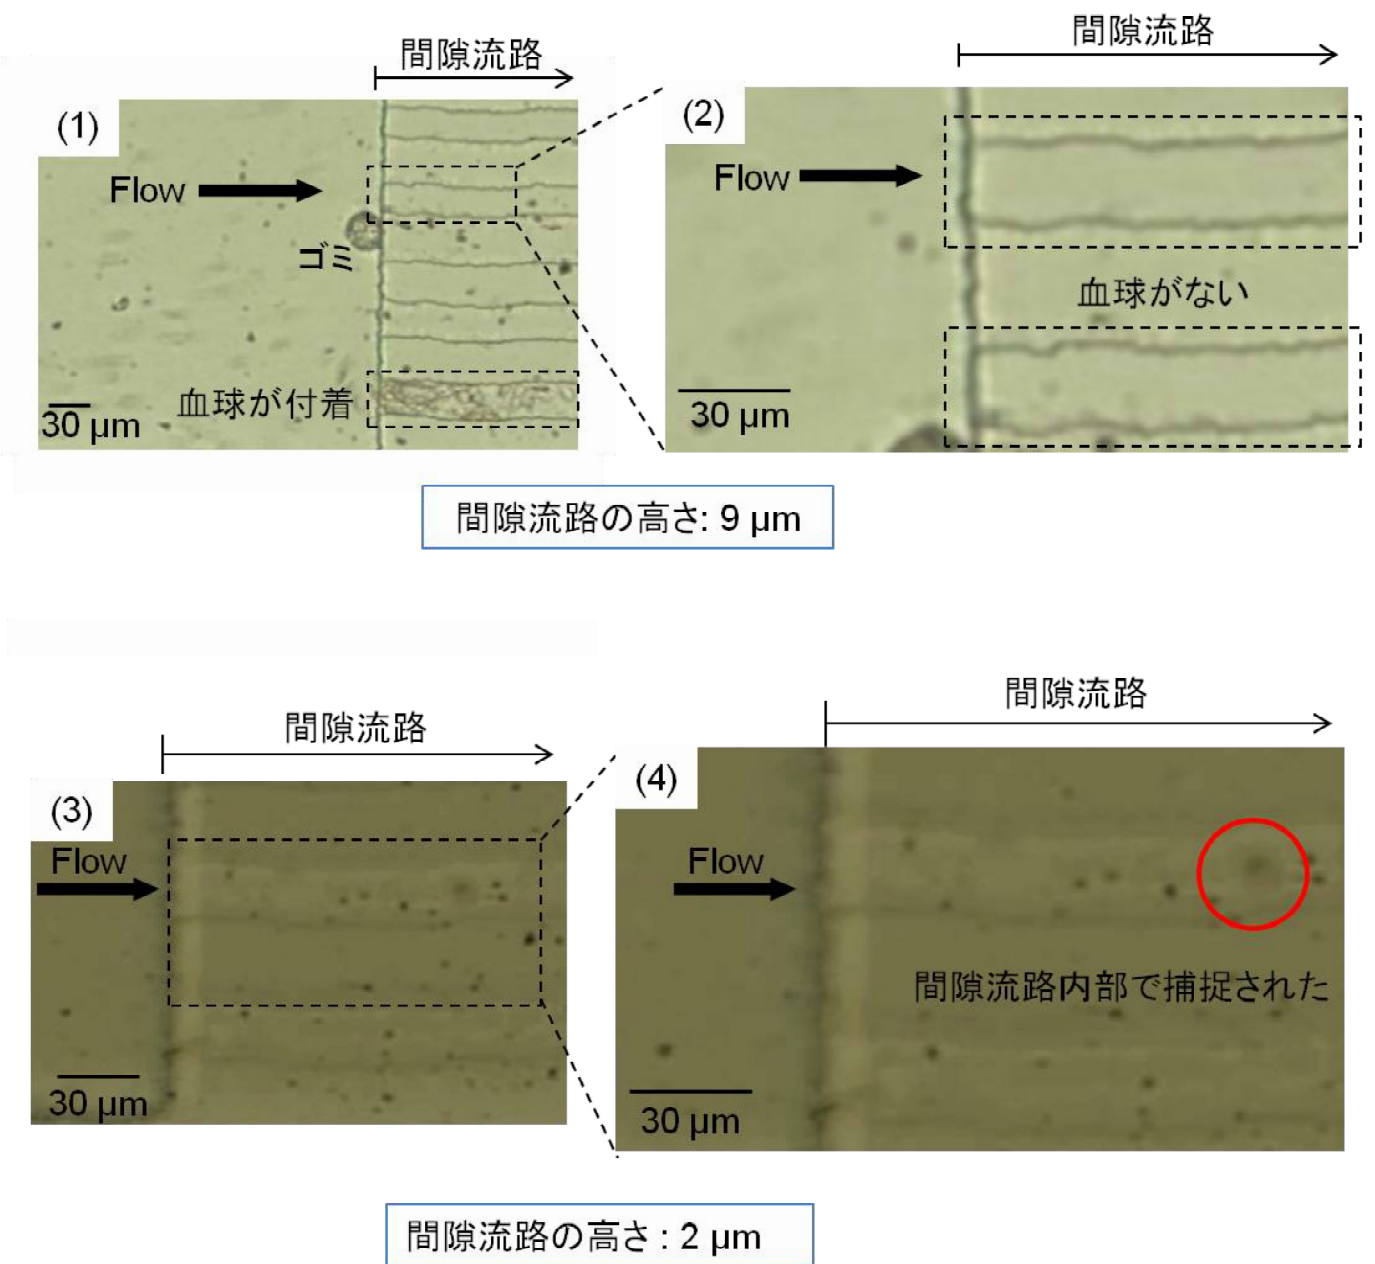 間隙流路
(1)
Flow
ゴミ
血球が付着
30 µm
間隙流路
(2)
Flow
血球がない
30 µm
間隙流路の高さ: 9 µm
間隙流路
(3)
Flow
30 µm
間隙流路
(4)
Flow
間隙流路内部で捕捉された
30 µm
間隙流路の高さ : 2 µm